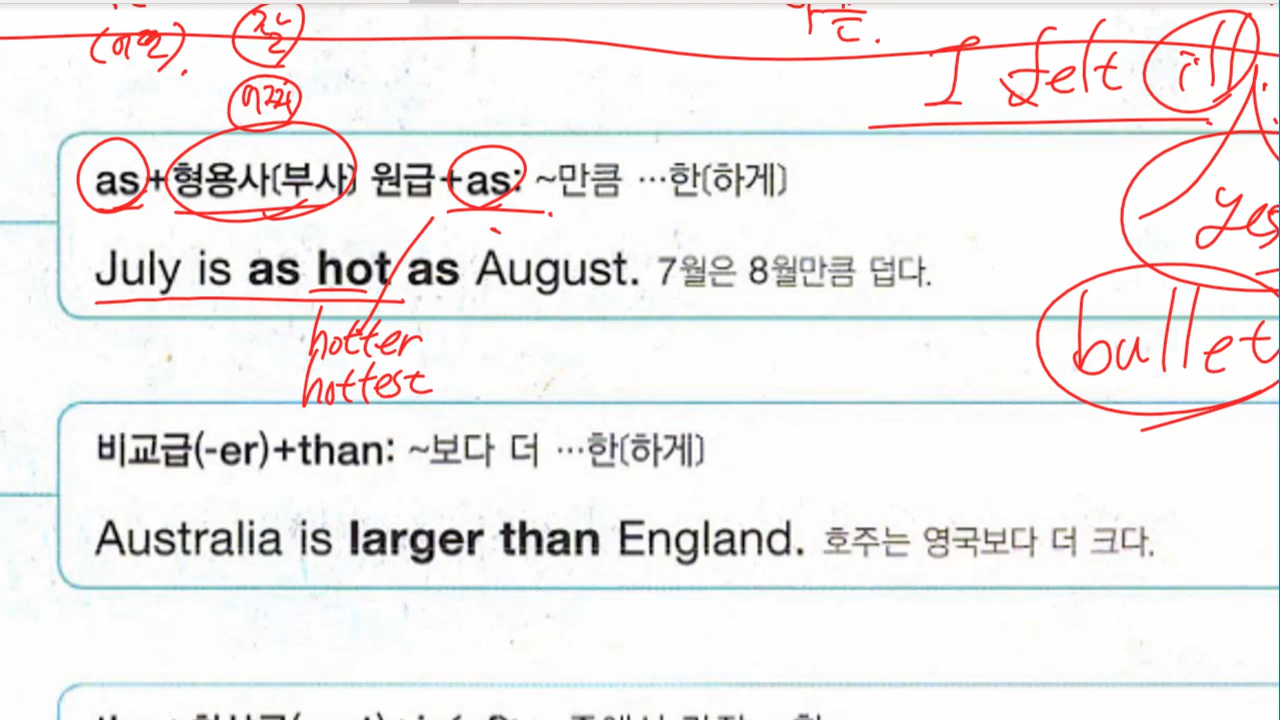 I felt ill.
as+형용사(부사) 원급+as: ~만큼 …한(하게)
yes
July is as hot as August. 7월은 8월만큼 덥다.
hotter
hottest
bullet
비교급(-er)+than: ~보다 더 …한(하게)
Australia is larger than England. 호주는 영국보다 더 크다.